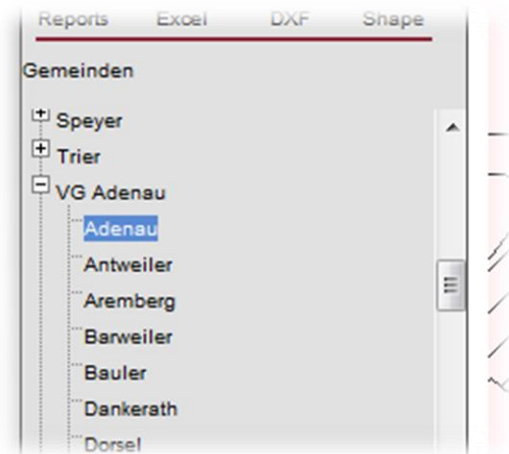 Reports Excel DXF Shape
Gemeinden
Speyer
Trier
VG Adenau
Adenau
Antweiler
Aremberg
Barweiler
Bauler
Dankerath
Dorsel